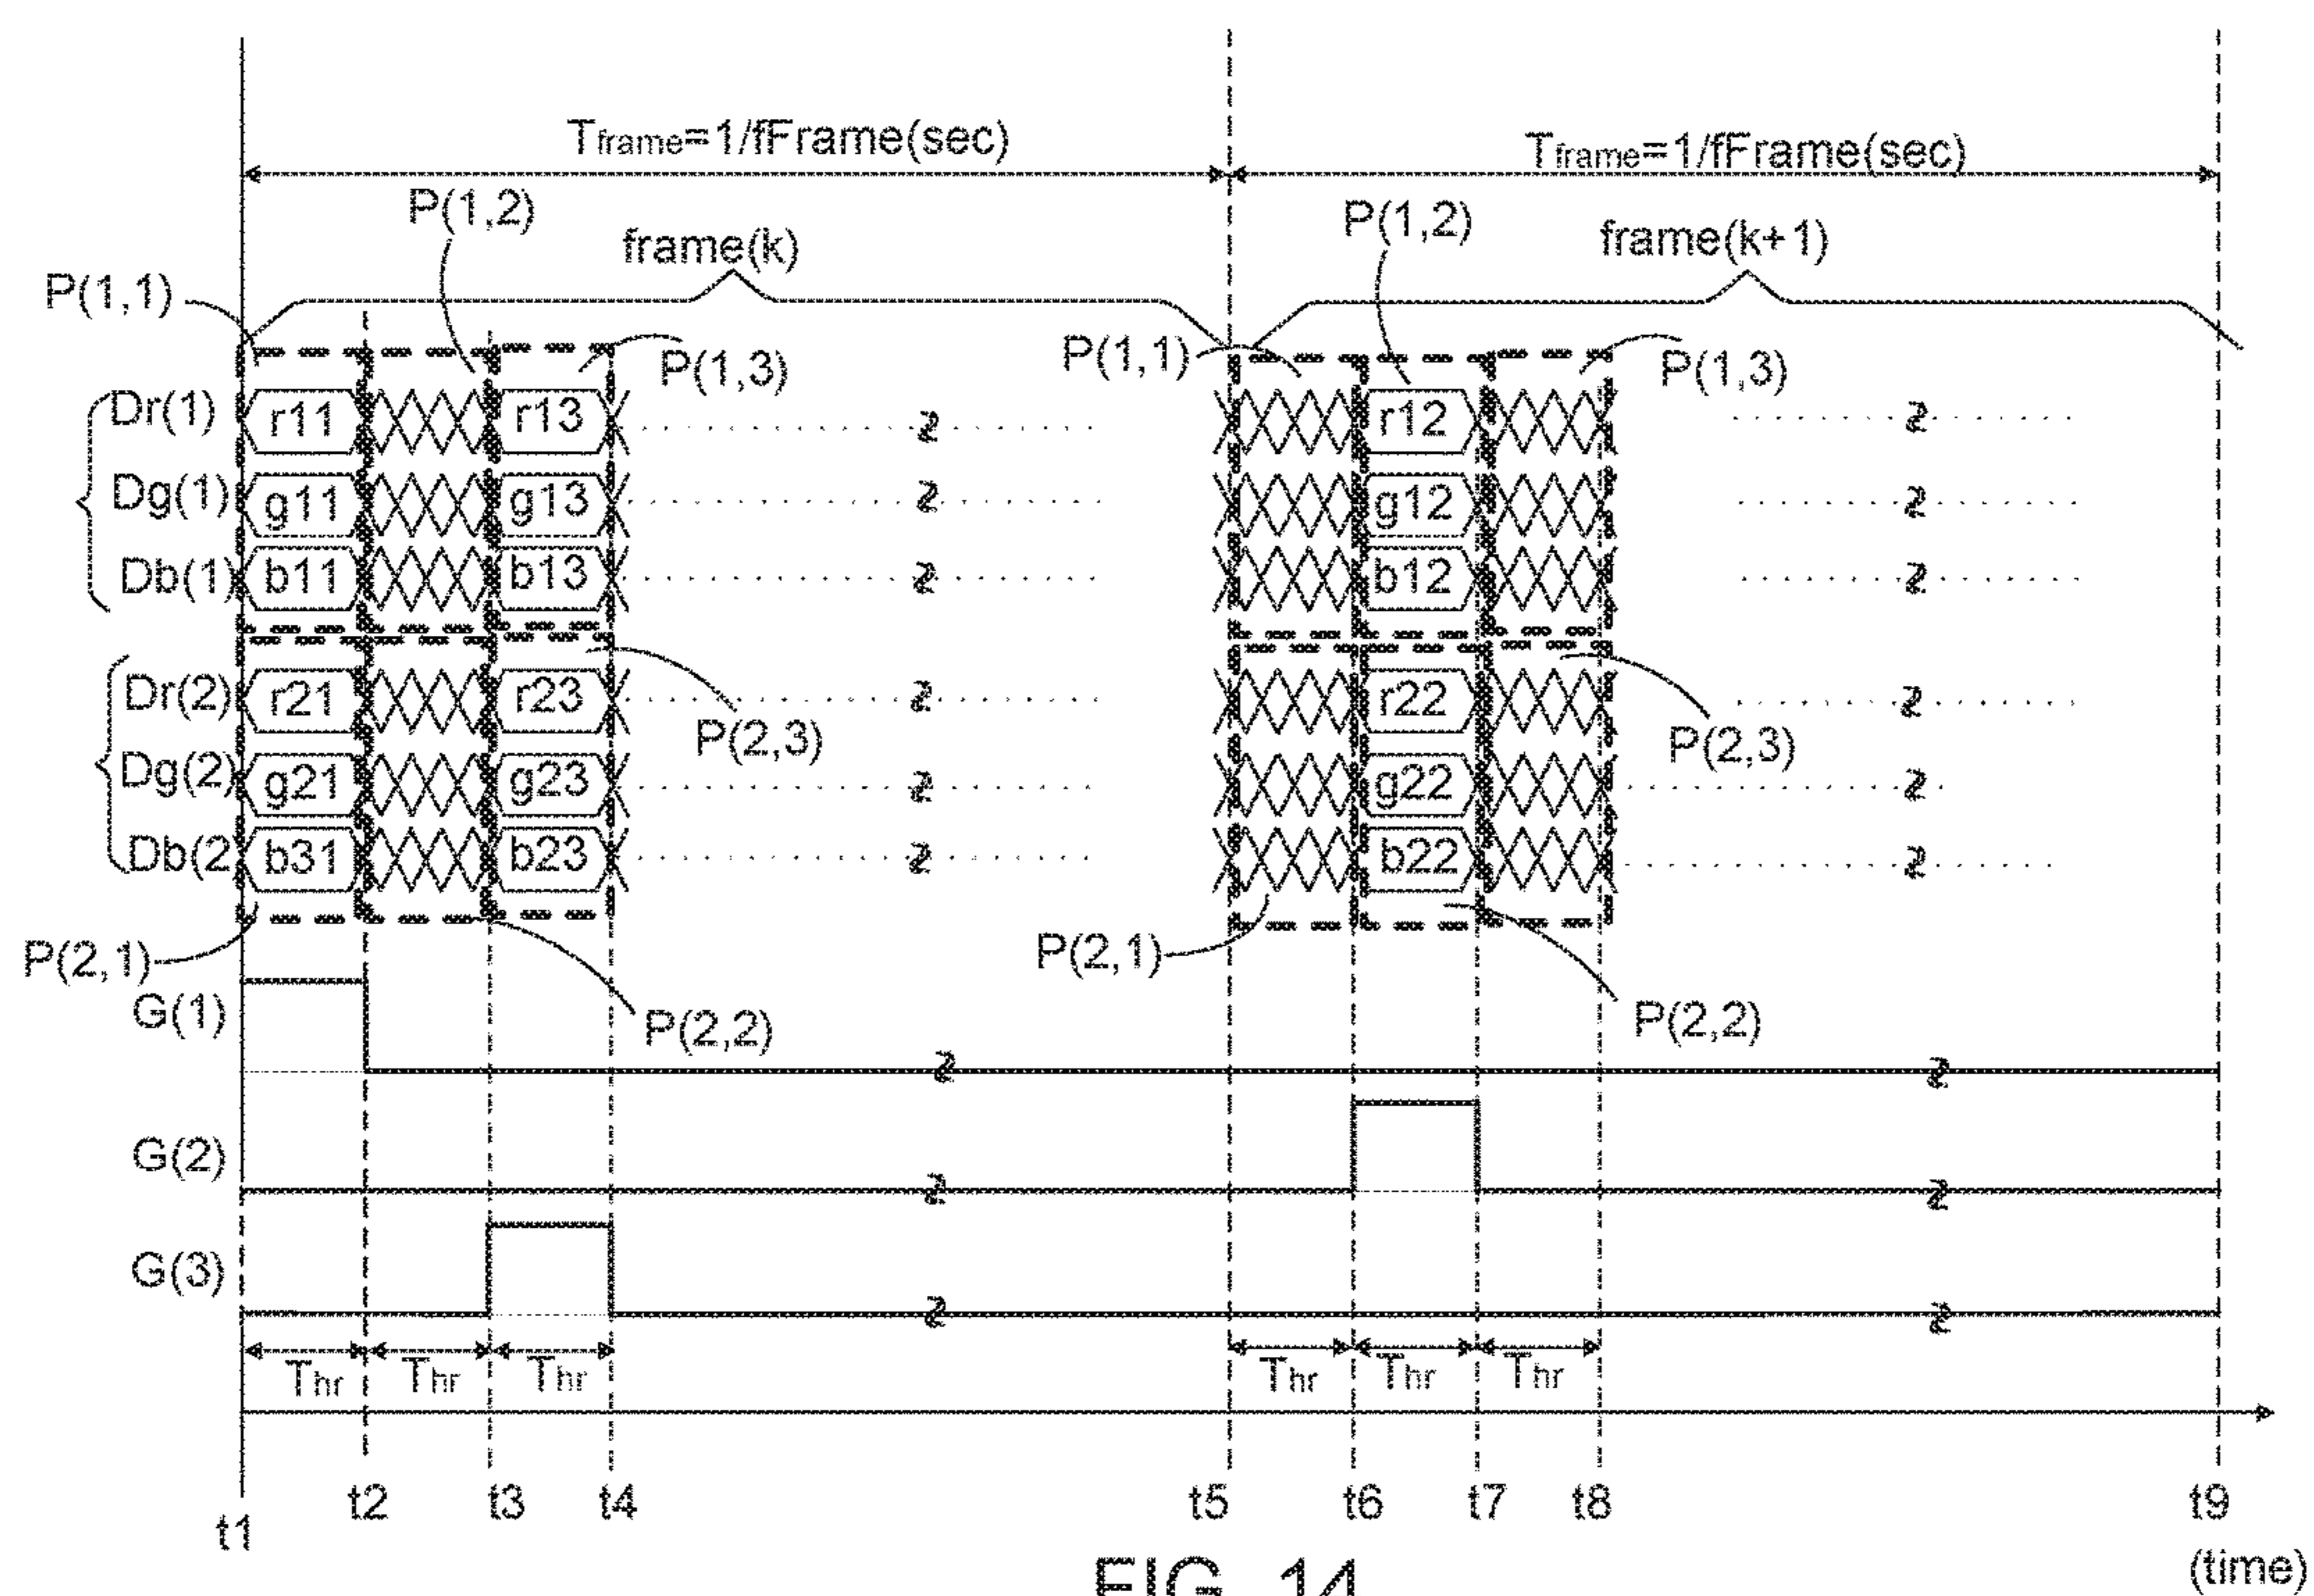 Tframe=1/fFrame(sec)
Tframe=1/fFrame(sec)
P(1,2)
P(1,2)
frame(k)
frame(k+1)
P(1,1)
P(1,3)
P(1,1)
P(1,3)
Dr(1)
r11
r13
r12
Dg(1)
g11
g13
g12
Db(1)
b11
b13
b12
Dr(2)
r21
r23
r22
P(2,3)
P(2,3)
Dg(2)
g21
g23
g22
Db(2
b31
b23
b22
P(2,1)
P(2,1)
G(1)
P(2,2)
P(2,2)
G(2)
G(3)
Thr
Thr
Thr
Thr
Thr
Thr
t1
t2
t3
t4
t5
t6
t7
t8
t9
(time)
FIG. 14